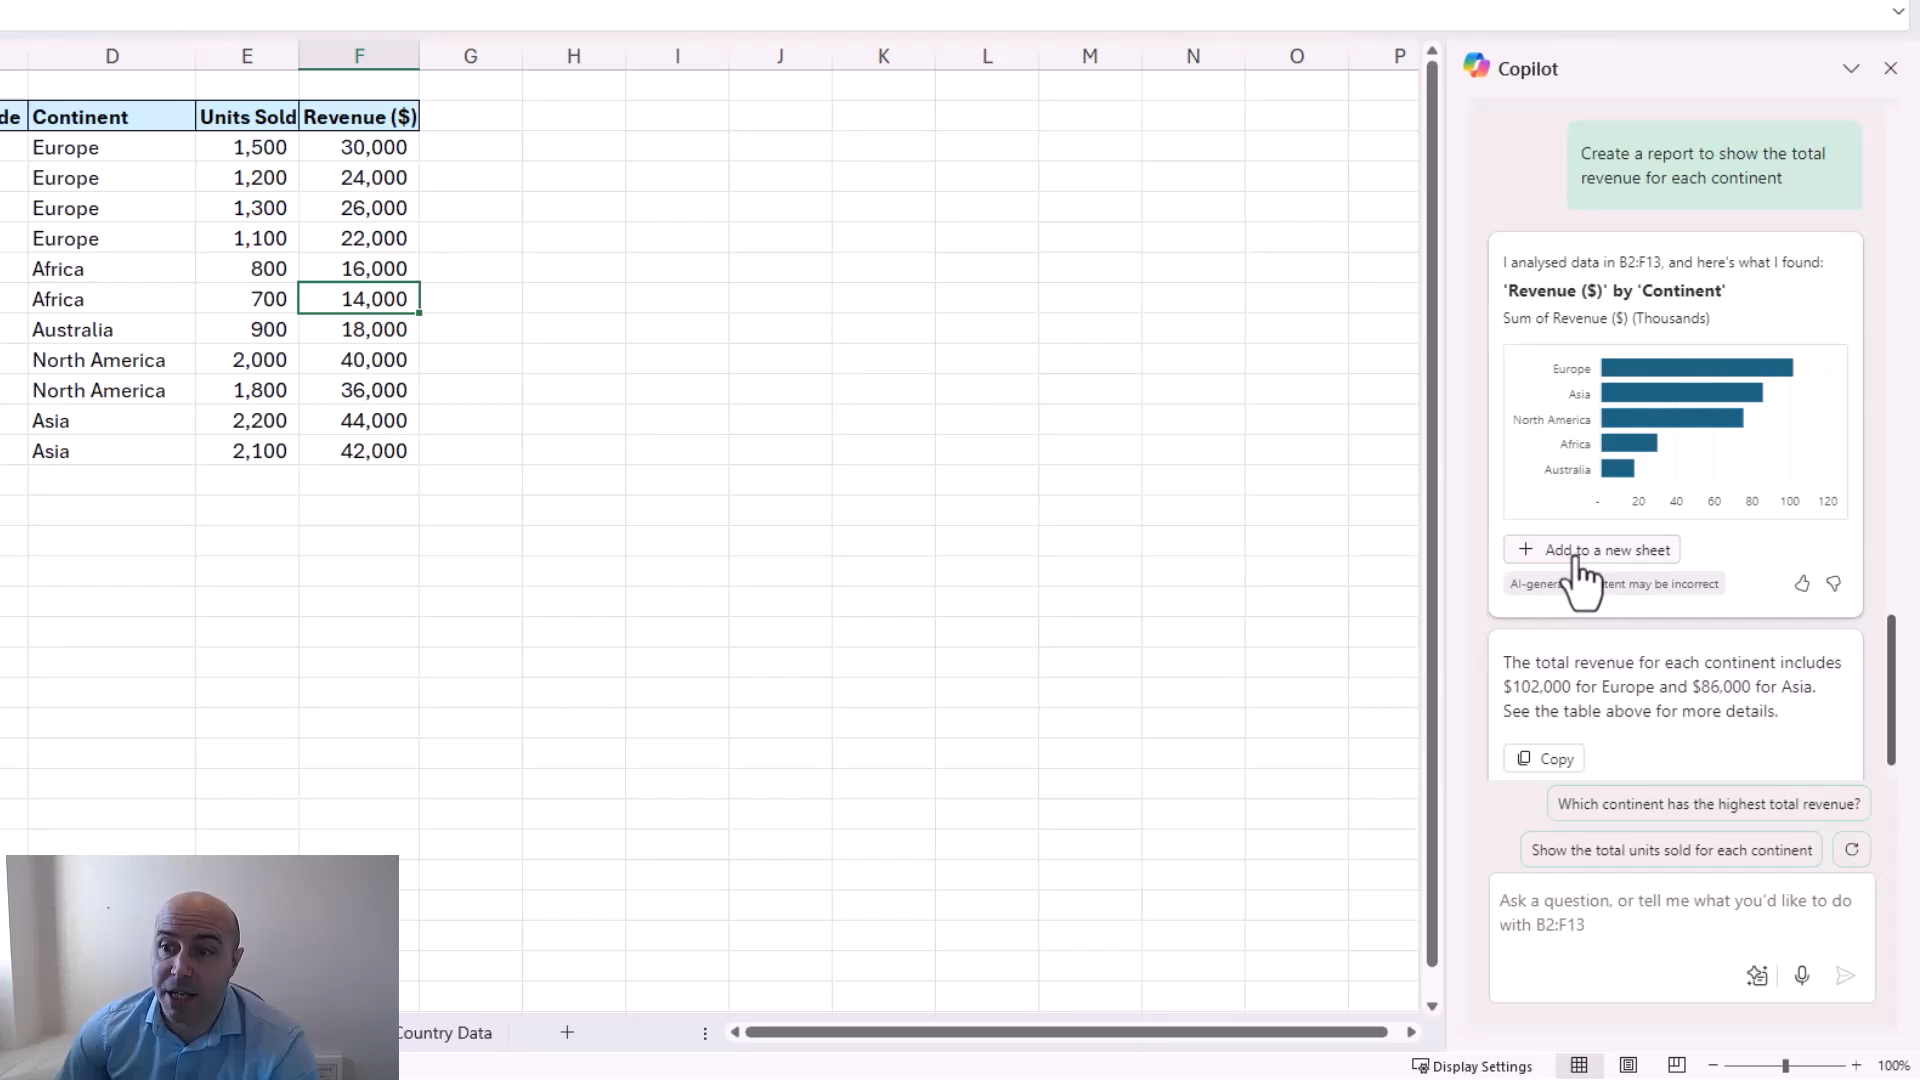 D E F G H I J K L M N O P
de Continent Units Sold Revenue ($)
Europe 1,500 30,000
Europe 1,200 24,000
Europe 1,300 26,000
Europe 1,100 22,000
Africa 800 16,000
Africa 700 14,000
Australia 900 18,000
North America 2,000 40,000
North America 1,800 36,000
Asia 2,200 44,000
Asia 2,100 42,000
Country Data
Copilot
Create a report to show the total
revenue for each continent
I analysed data in B2:F13, and here's what I found:
'Revenue ($)' by 'Continent'
Sum of Revenue ($) (Thousands)
Europe
Asia
North America
Africa
Australia
- 20 40 60 80 100 120
Add to a new sheet
AI-gener tent may be incorrect
The total revenue for each continent includes
$102,000 for Europe and $86,000 for Asia.
See the table above for more details.
Copy
Which continent has the highest total revenue?
Show the total units sold for each continent
Ask a question, or tell me what you'd like to do
with B2:F13
Display Settings
100%